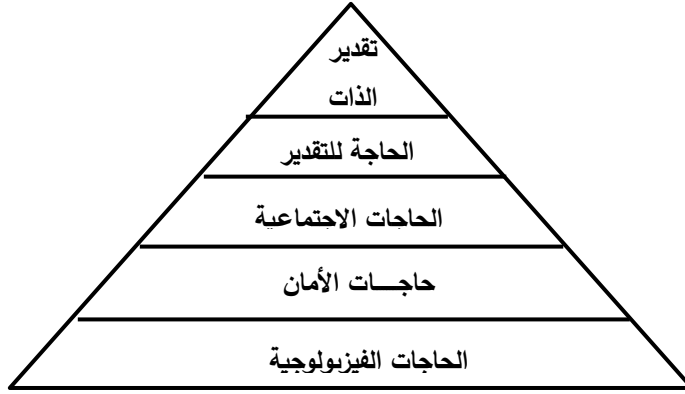 تقدير
الذات
الحاجة للتقدير
الحاجات الاجتماعية
حاجـــات الأمان
الحاجات الفيزيولوجية